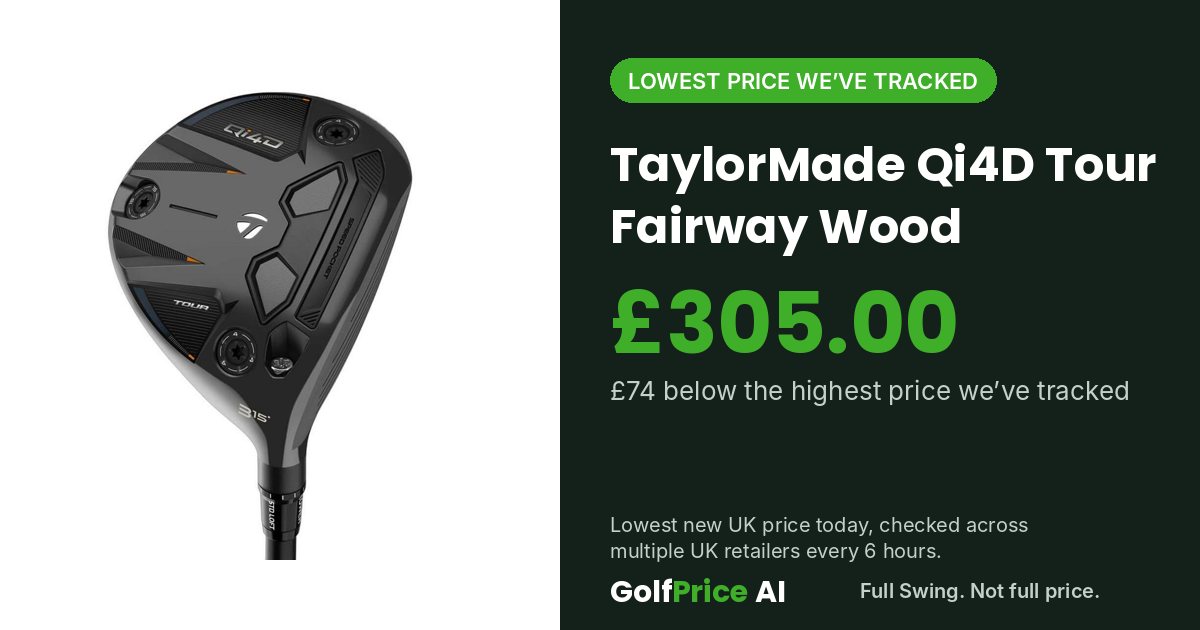 Qi4D
SPEED POCKET
TOUR
3 15°
STD LOFT
LOWEST PRICE WE’VE TRACKED
TaylorMade Qi4D Tour
Fairway Wood
£305.00
£74 below the highest price we’ve tracked
Lowest new UK price today, checked across
multiple UK retailers every 6 hours.
GolfPrice AI
Full Swing. Not full price.